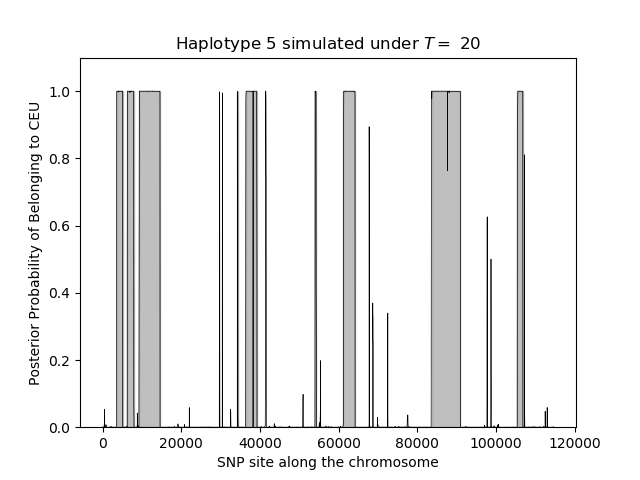 Haplotype 5 simulated under T = 20
Posterior Probability of Belonging to CEU
1.0
0.8
0.6
0.4
0.2
0.0
0 20000 40000 60000 80000 100000 120000
SNP site along the chromosome